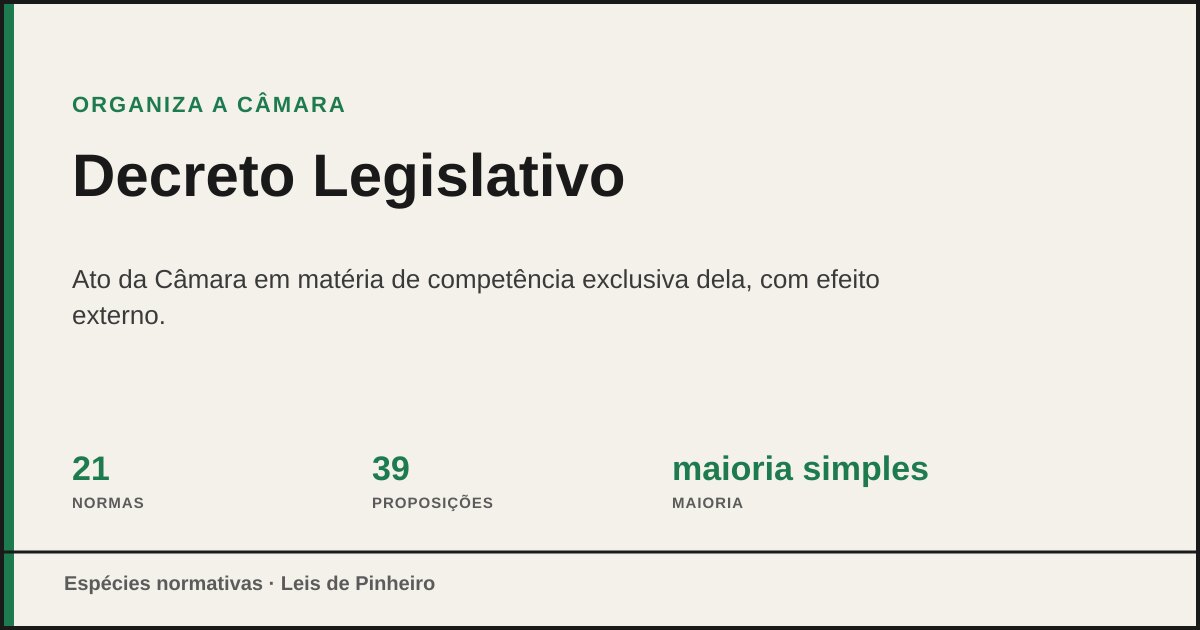 ORGANIZA A CÂMARA
Decreto Legislativo
Ato da Câmara em matéria de competência exclusiva dela, com efeito
externo.
21
NORMAS
39
PROPOSIÇÕES
maioria simples
MAIORIA
Espécies normativas · Leis de Pinheiro